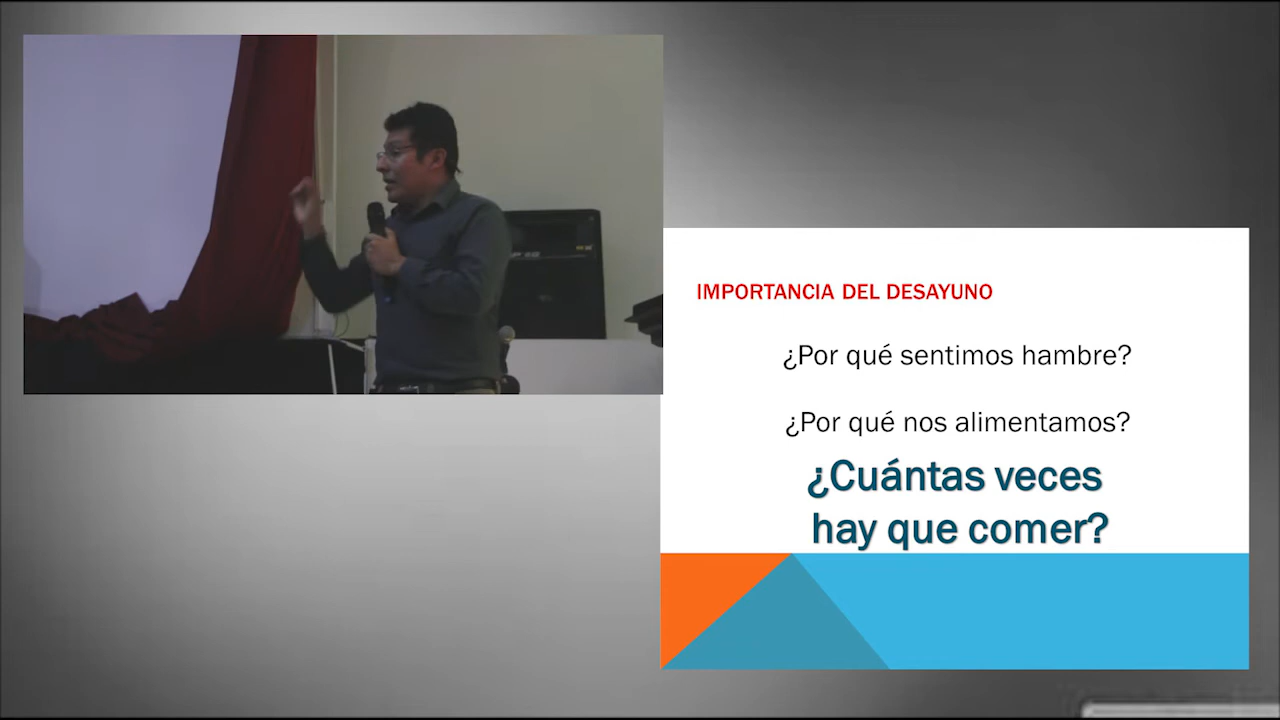 IMPORTANCIA DEL DESAYUNO
¿Por qué sentimos hambre?
¿Por qué nos alimentamos?
¿Cuántas veces
hay que comer?